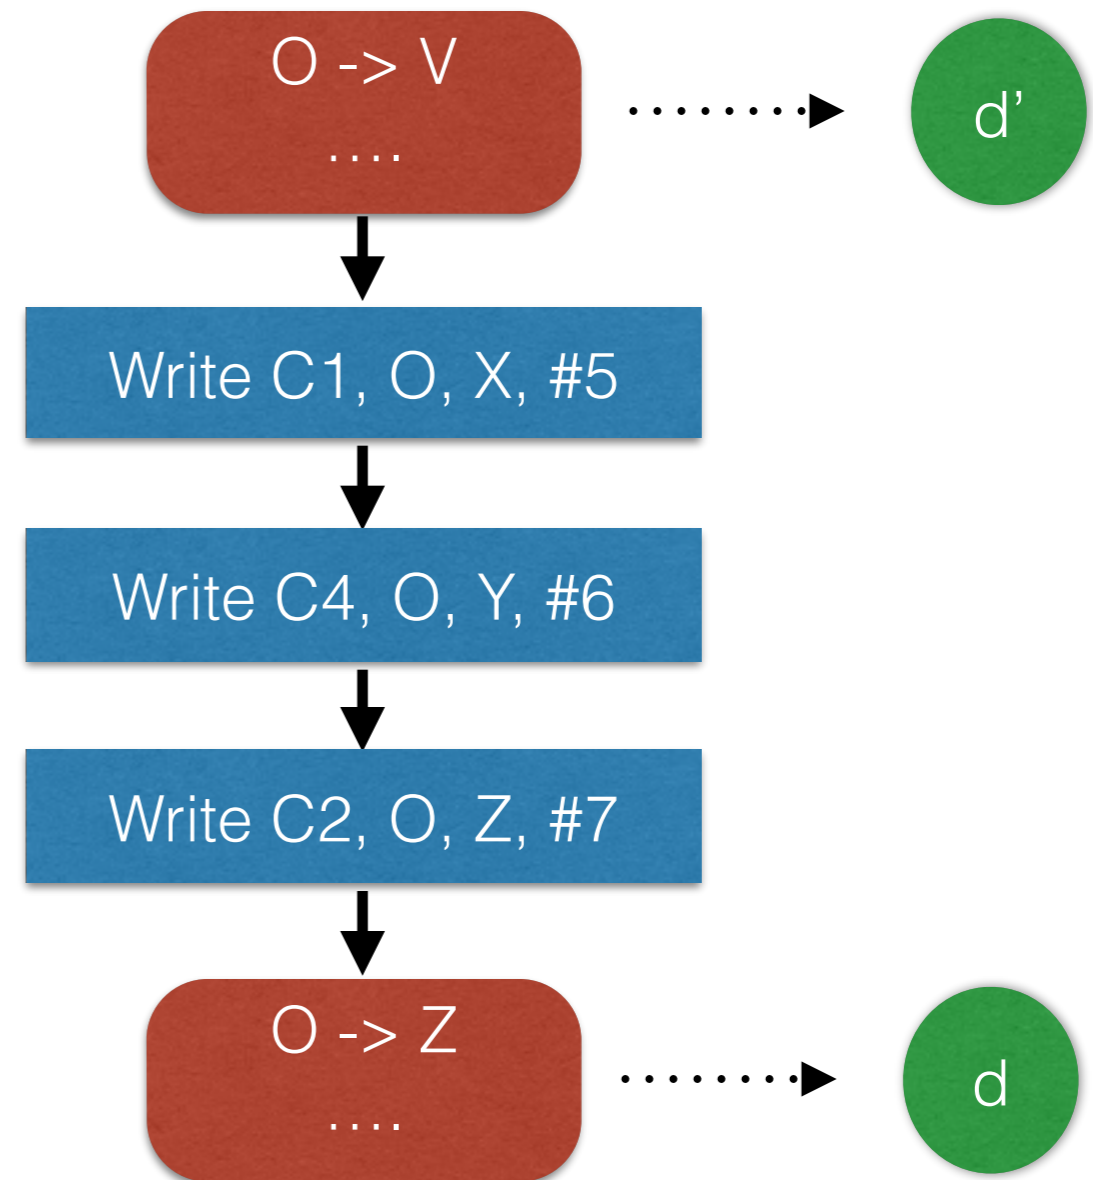 O -> V
....
d’
Write C1, O, X, #5
Write C4, O, Y, #6
Write C2, O, Z, #7
O -> Z
....
d